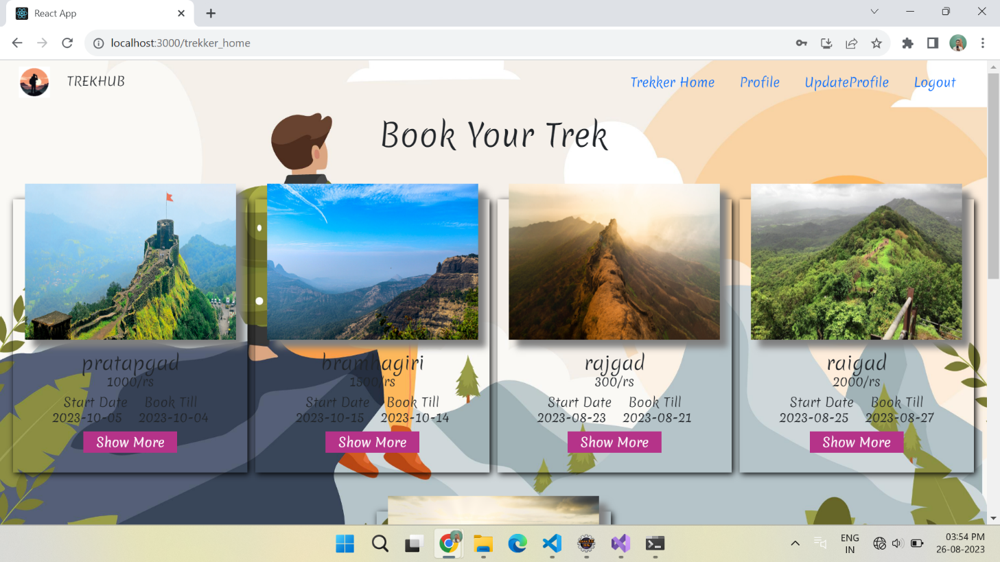 React App
localhost:3000/trekker_home
TREKHUB
Trekker Home Profile UpdateProfile Logout
Book Your Trek
pratapgad
1000/rs
Start Date Book Till
2023-10-05 2023-10-04
Show More
bramhagiri
1500/rs
Start Date Book Till
2023-10-15 2023-10-14
Show More
rajgad
300/rs
Start Date Book Till
2023-08-23 2023-08-21
Show More
raigad
2000/rs
Start Date Book Till
2023-08-25 2023-08-27
Show More
ENG
IN
03:54 PM
26-08-2023